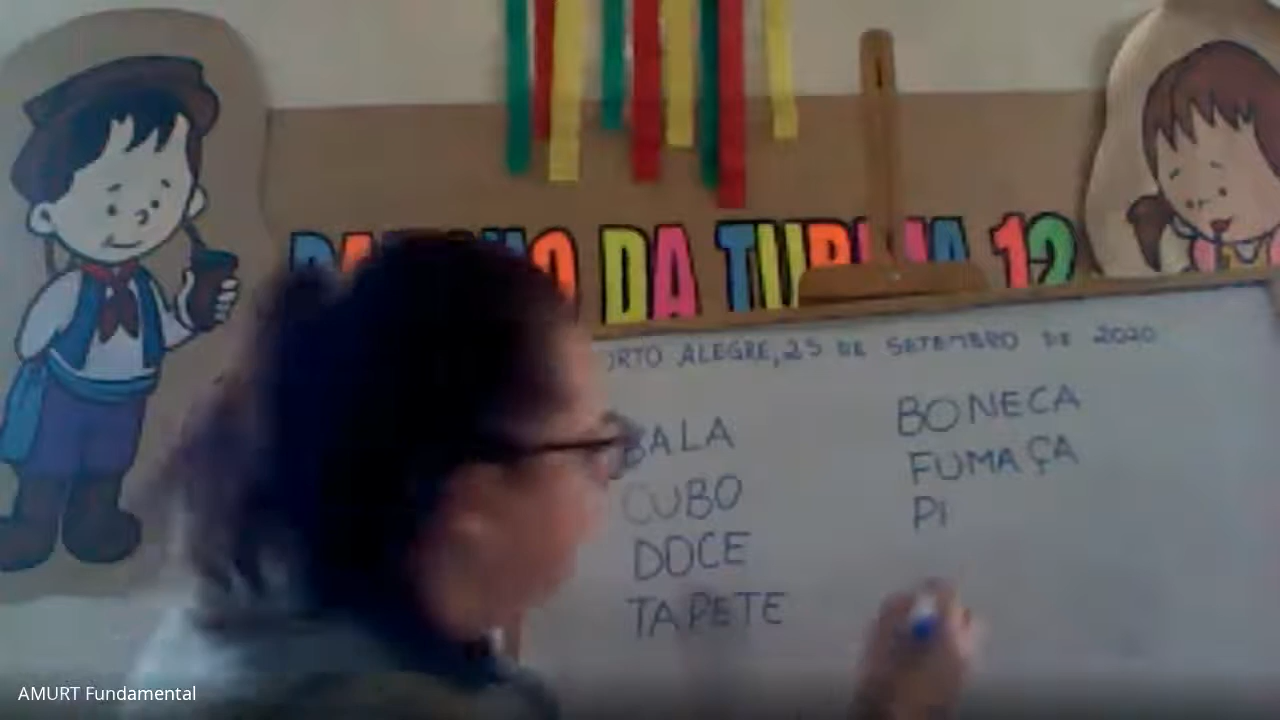 DA TURMA 12
ORTO ALEGRE, 25 DE SETEMBRO DE 2020
BALA
CUBO
DOCE
TAPETE
BONECA
FUMAÇA
PI
AMURT Fundamental